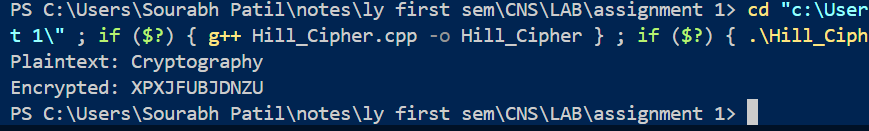 PS C:\Users\Sourabh Patil\notes\ly first sem\CNS\LAB\assignment 1> cd "c:\User
t 1\" ; if ($?) { g++ Hill_Cipher.cpp -o Hill_Cipher } ; if ($?) { .\Hill_Ciph
Plaintext: Cryptography
Encrypted: XPXJFUBJDNZU
PS C:\Users\Sourabh Patil\notes\ly first sem\CNS\LAB\assignment 1>